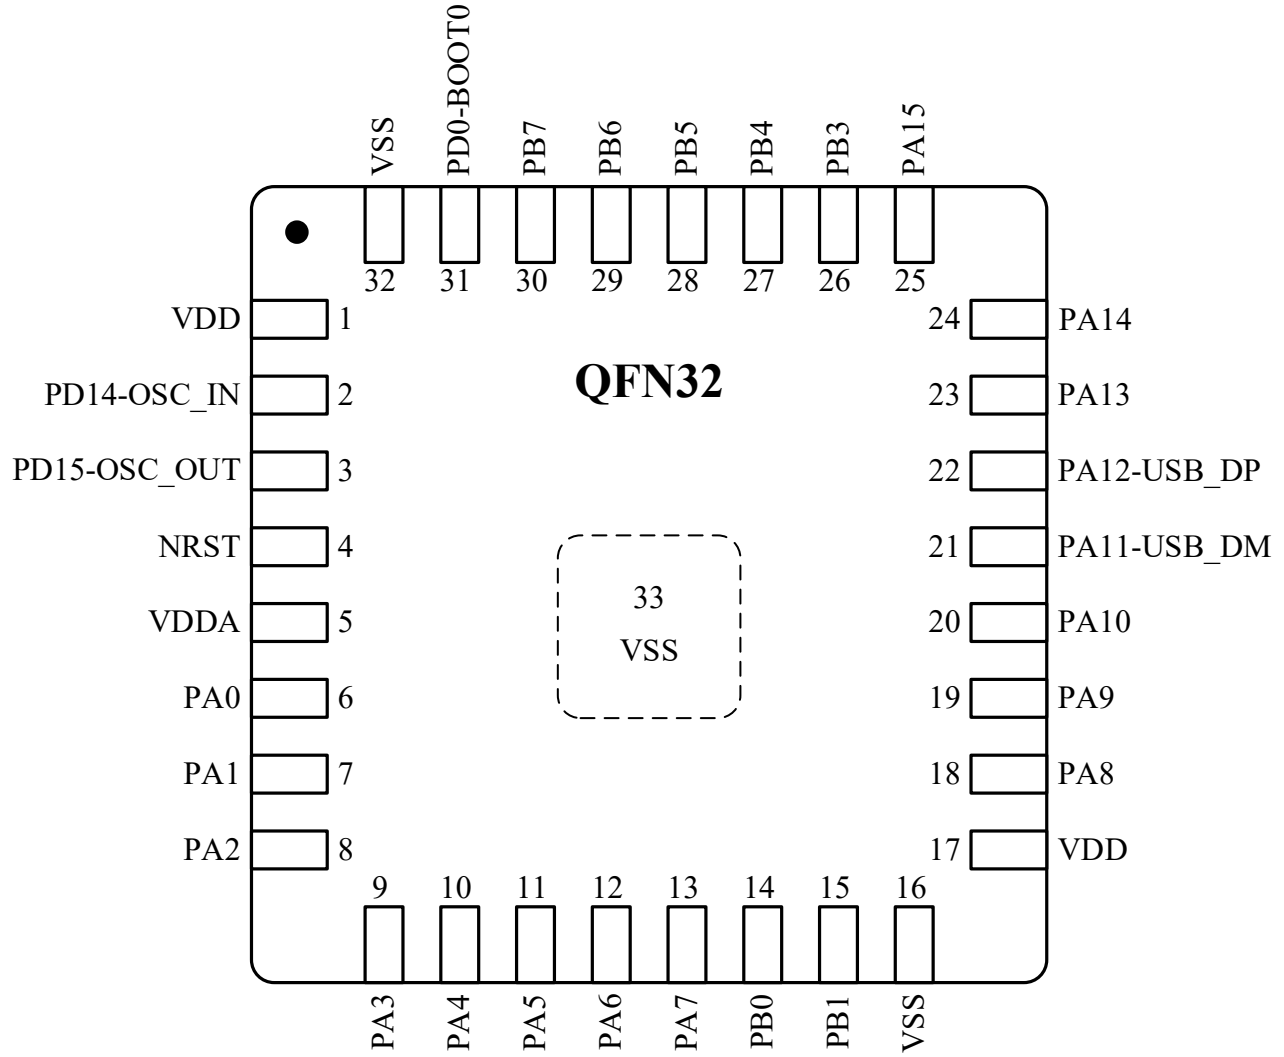 VSS
PD0-BOOT0
PB7
PB6
PB5
PB4
PB3
PA15
32 31 30 29 28 27 26 25
VDD 1 24 PA14
QFN32
PD14-OSC_IN 2 23 PA13
PD15-OSC_OUT 3 22 PA12-USB_DP
NRST 4 21 PA11-USB_DM
33
VDDA 5 20 PA10
VSS
PA0 6 19 PA9
PA1 7 18 PA8
PA2 8 17 VDD
9 10 11 12 13 14 15 16
PA3
PA4
PA5
PA6
PA7
PB0
PB1
VSS